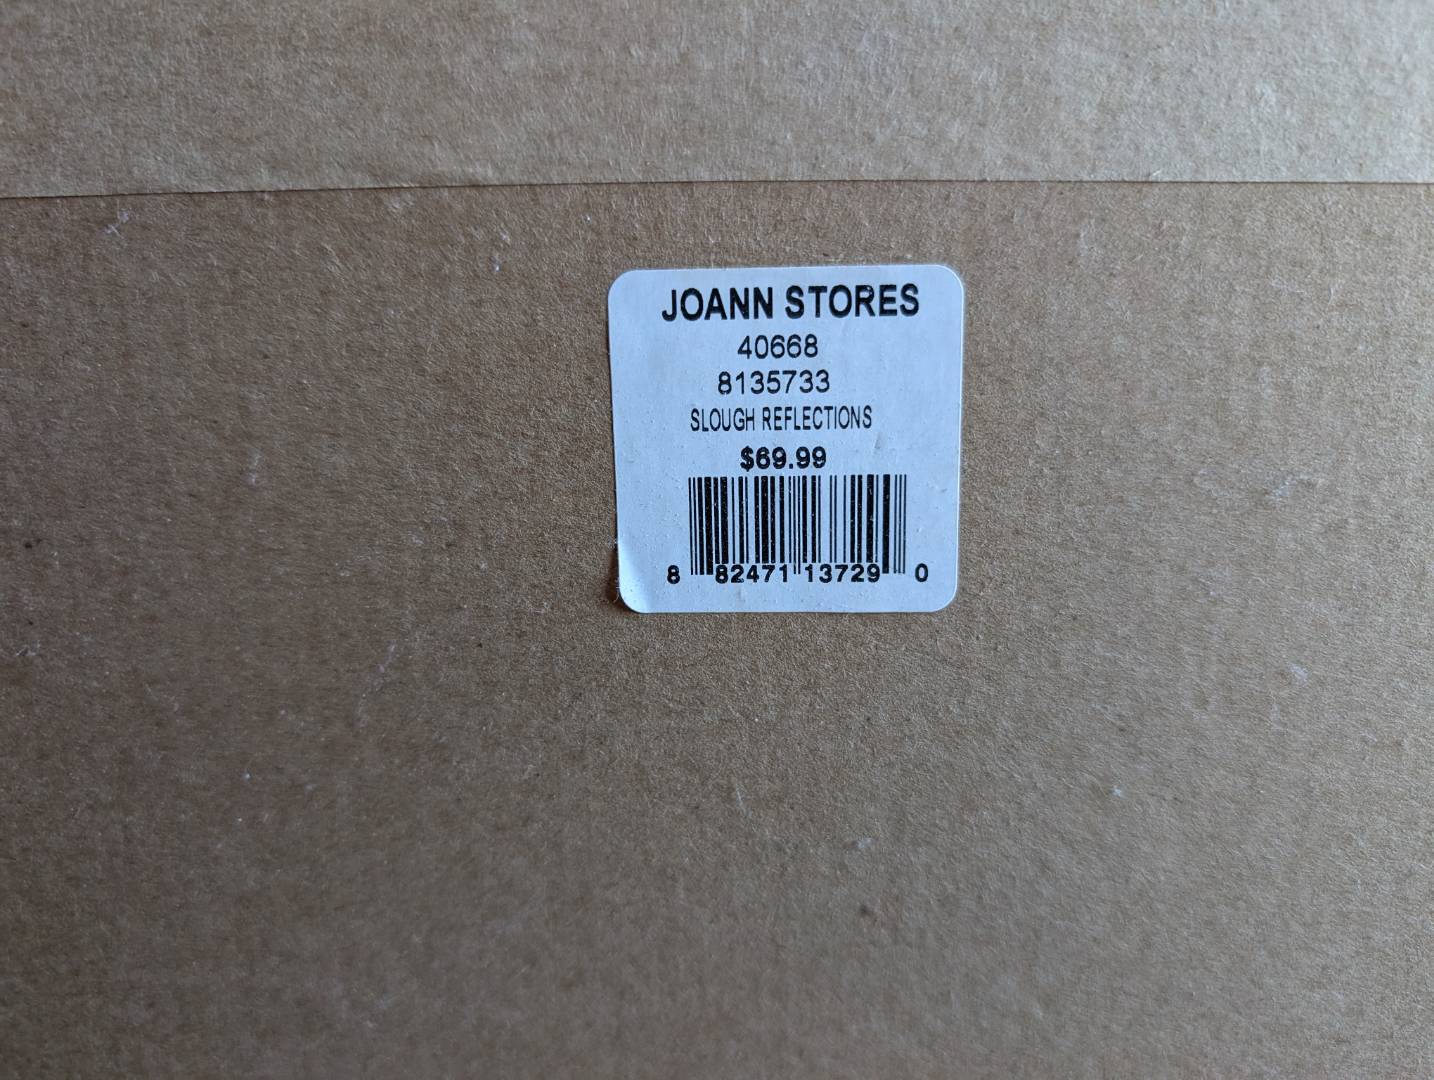 JOANN STORES
40668
8135733
SLOUGH REFLECTIONS
$69.99
8 82471 13729 0